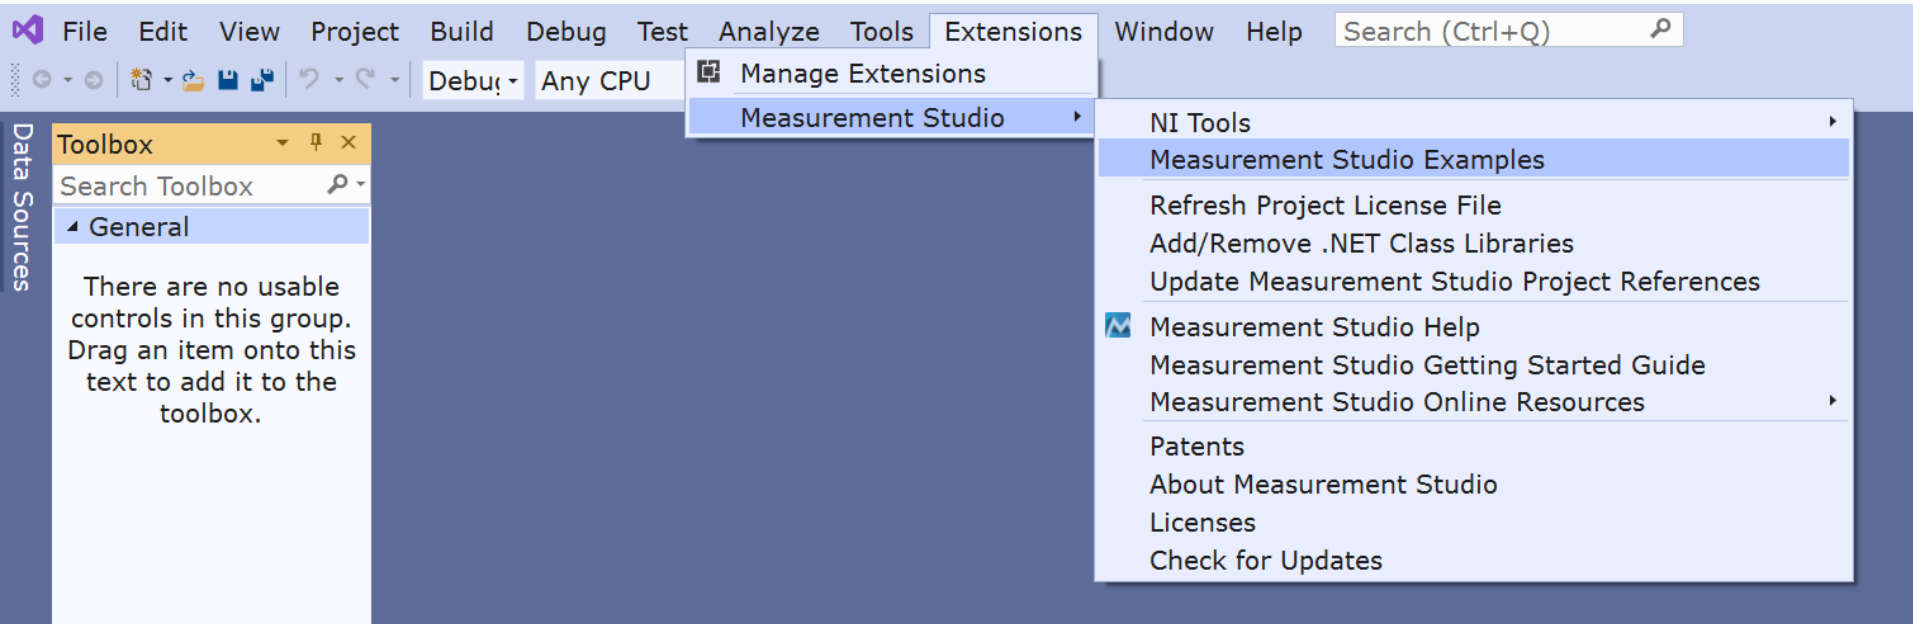 File Edit View Project Build Debug Test Analyze Tools Extensions Window Help Search (Ctrl+Q)
Any CPU
Manage Extensions
Measurement Studio
Data Sources
Toolbox
Search Toolbox
General
There are no usable
controls in this group.
Drag an item onto this
text to add it to the
toolbox.
NI Tools
Measurement Studio Examples
Refresh Project License File
Add/Remove .NET Class Libraries
Update Measurement Studio Project References
Measurement Studio Help
Measurement Studio Getting Started Guide
Measurement Studio Online Resources
Patents
About Measurement Studio
Licenses
Check for Updates